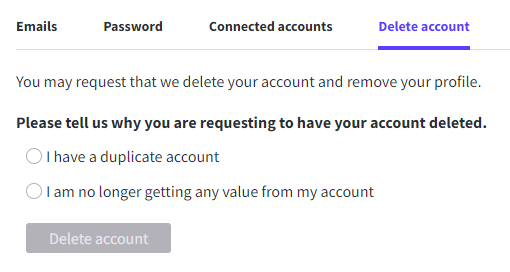 Emails Password Connected accounts Delete account
You may request that we delete your account and remove your profile.
Please tell us why you are requesting to have your account deleted.
I have a duplicate account
I am no longer getting any value from my account
Delete account